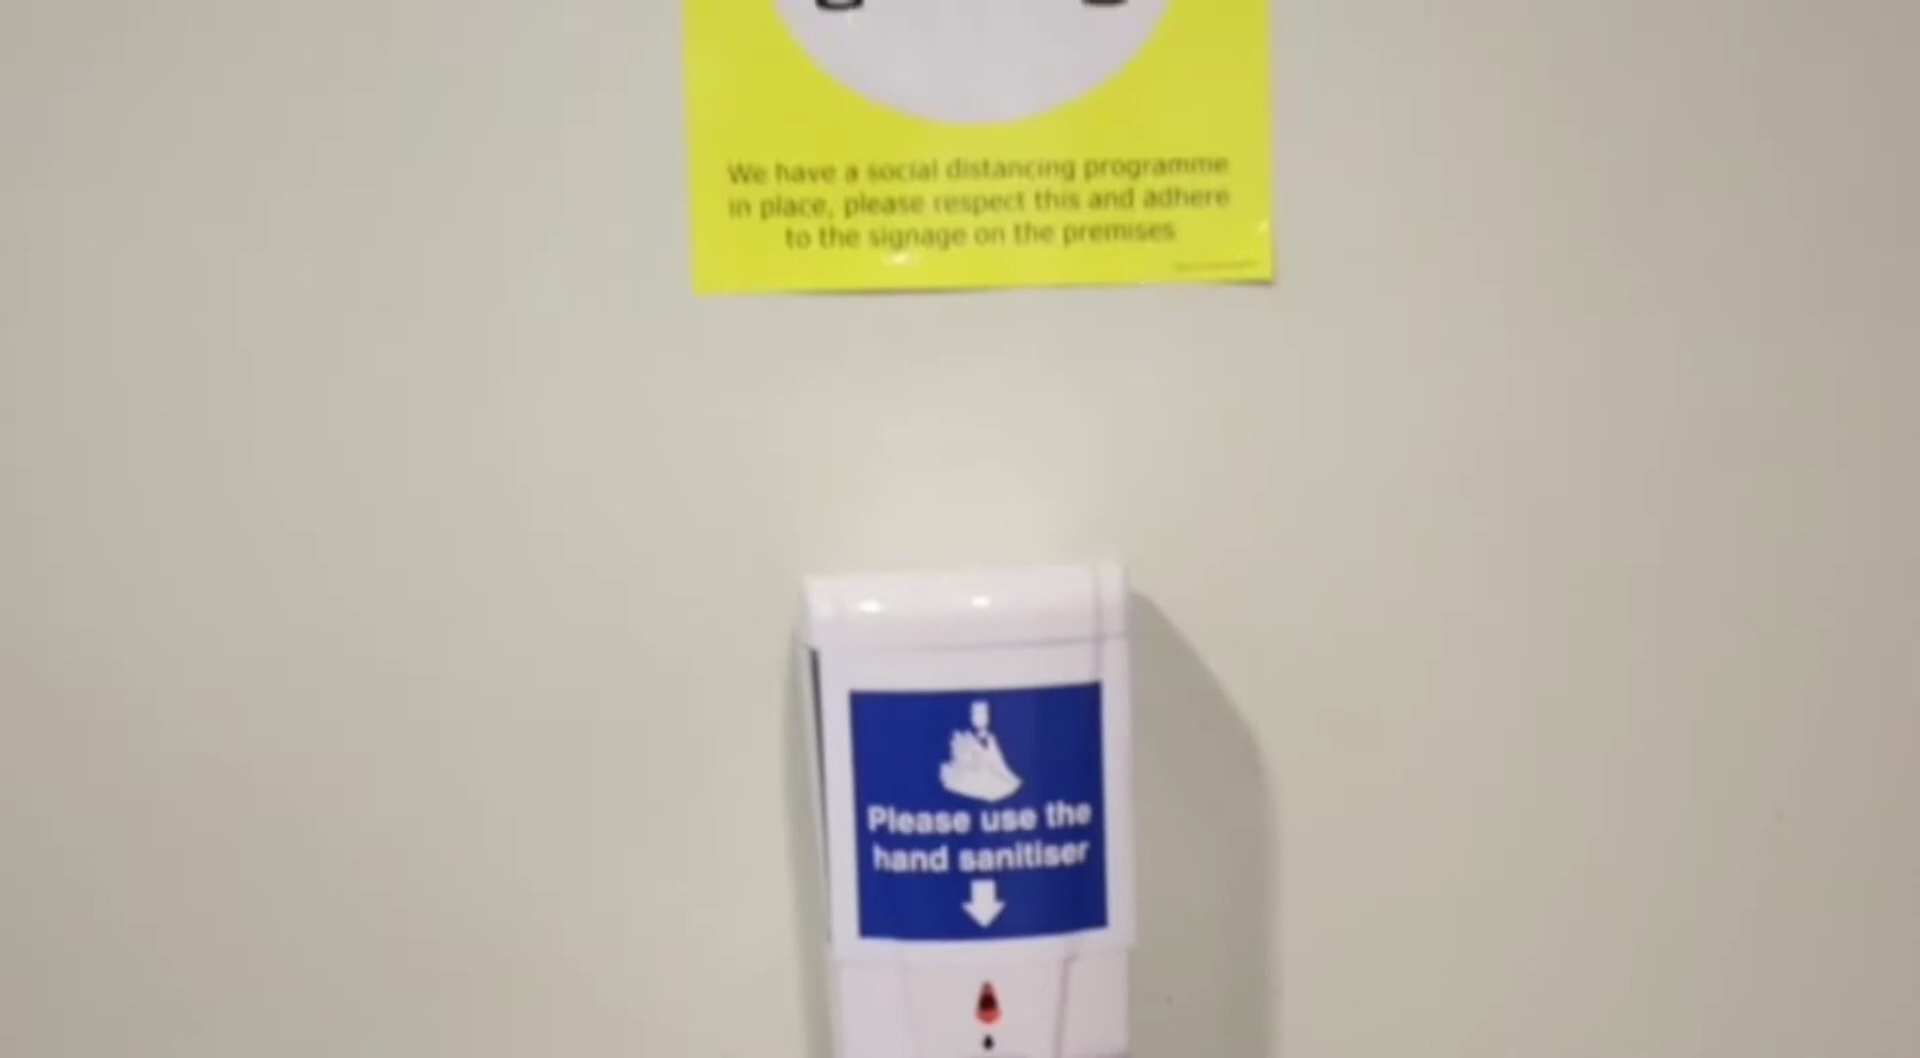 We have a social distancing programme
in place, please respect this and adhere
to the signage on the premises
Please use the
hand sanitiser